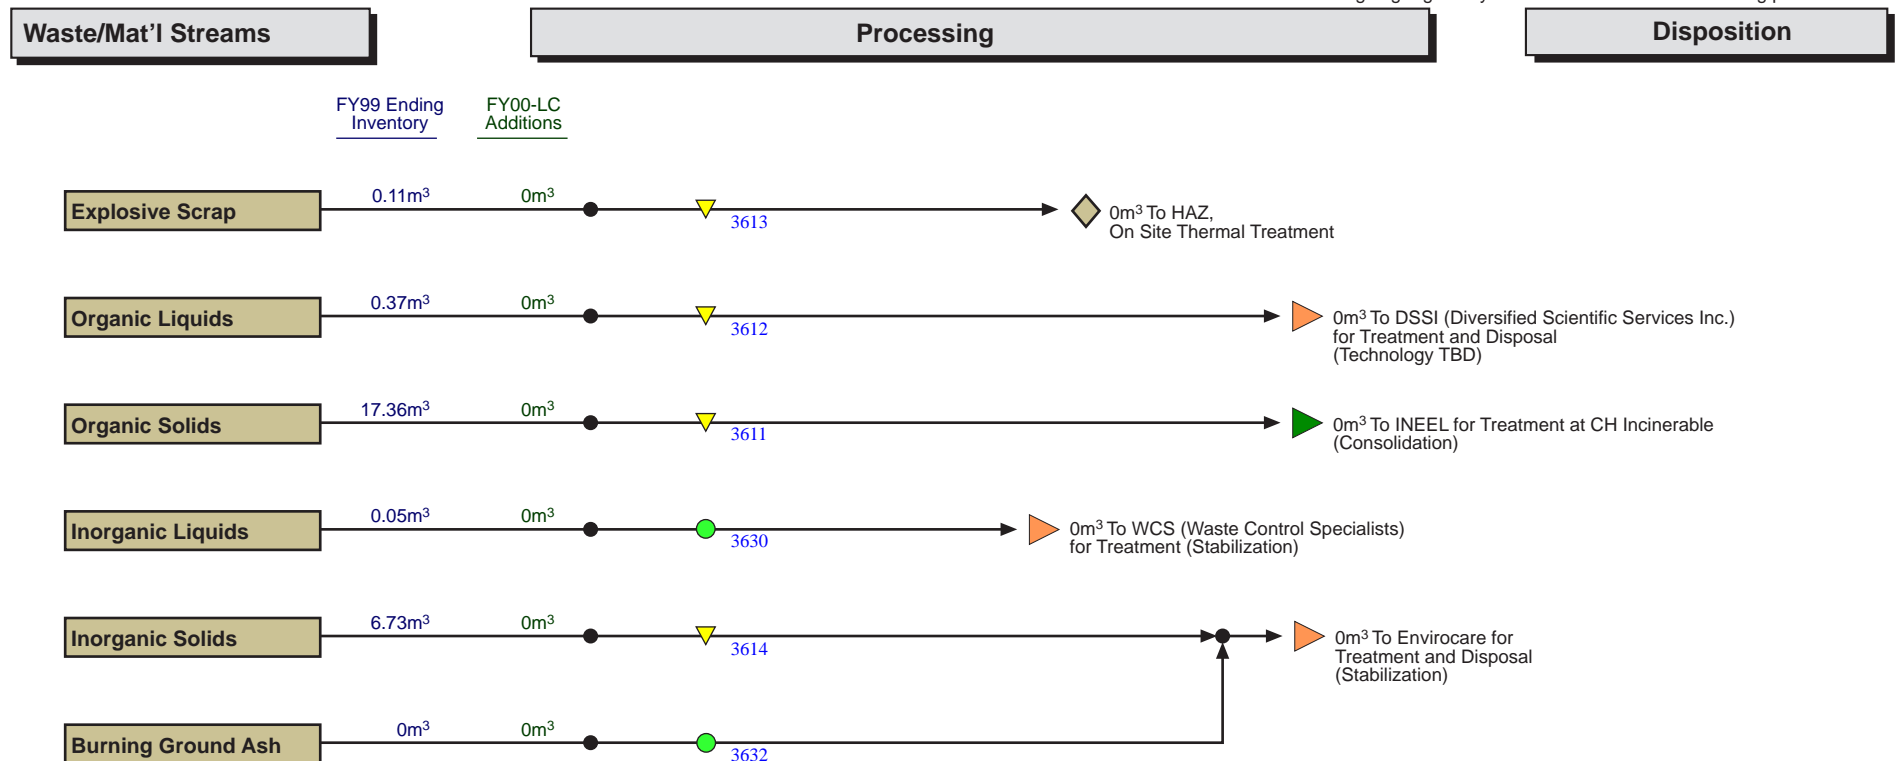 Waste/Mat'l Streams
Processing
Disposition
FY99 Ending
Inventory
FY00-LC
Additions
Explosive Scrap
0.11m³
0m³
3613
0m³ To HAZ,
On Site Thermal Treatment
Organic Liquids
0.37m³
0m³
3612
0m³ To DSSI (Diversified Scientific Services Inc.)
for Treatment and Disposal
(Technology TBD)
Organic Solids
17.36m³
0m³
3611
0m³ To INEEL for Treatment at CH Incinerable
(Consolidation)
Inorganic Liquids
0.05m³
0m³
3630
0m³ To WCS (Waste Control Specialists)
for Treatment (Stabilization)
Inorganic Solids
6.73m³
0m³
3614
0m³ To Envirocare for
Treatment and Disposal
(Stabilization)
Burning Ground Ash
0m³
0m³
3632